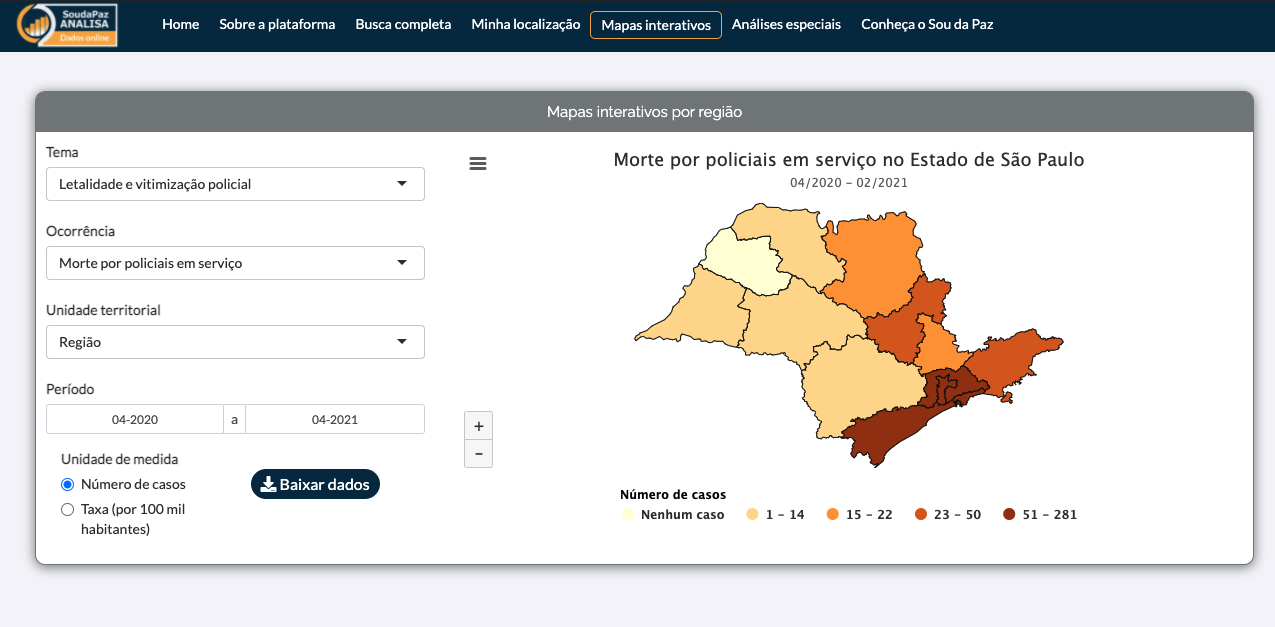 SoudaPaz
ANALISA
Dados online
Home Sobre a plataforma Busca completa Minha localização Mapas interativos Análises especiais Conheça o Sou da Paz
Mapas interativos por região
Tema
Letalidade e vitimização policial
Ocorrência
Morte por policiais em serviço
Unidade territorial
Região
Período
04-2020 a 04-2021
Unidade de medida
Número de casos
Taxa (por 100 mil
habitantes)
Baixar dados
+
−
Morte por policiais em serviço no Estado de São Paulo
04/2020 – 02/2021
Número de casos
Nenhum caso 1 – 14 15 – 22 23 – 50 51 – 281